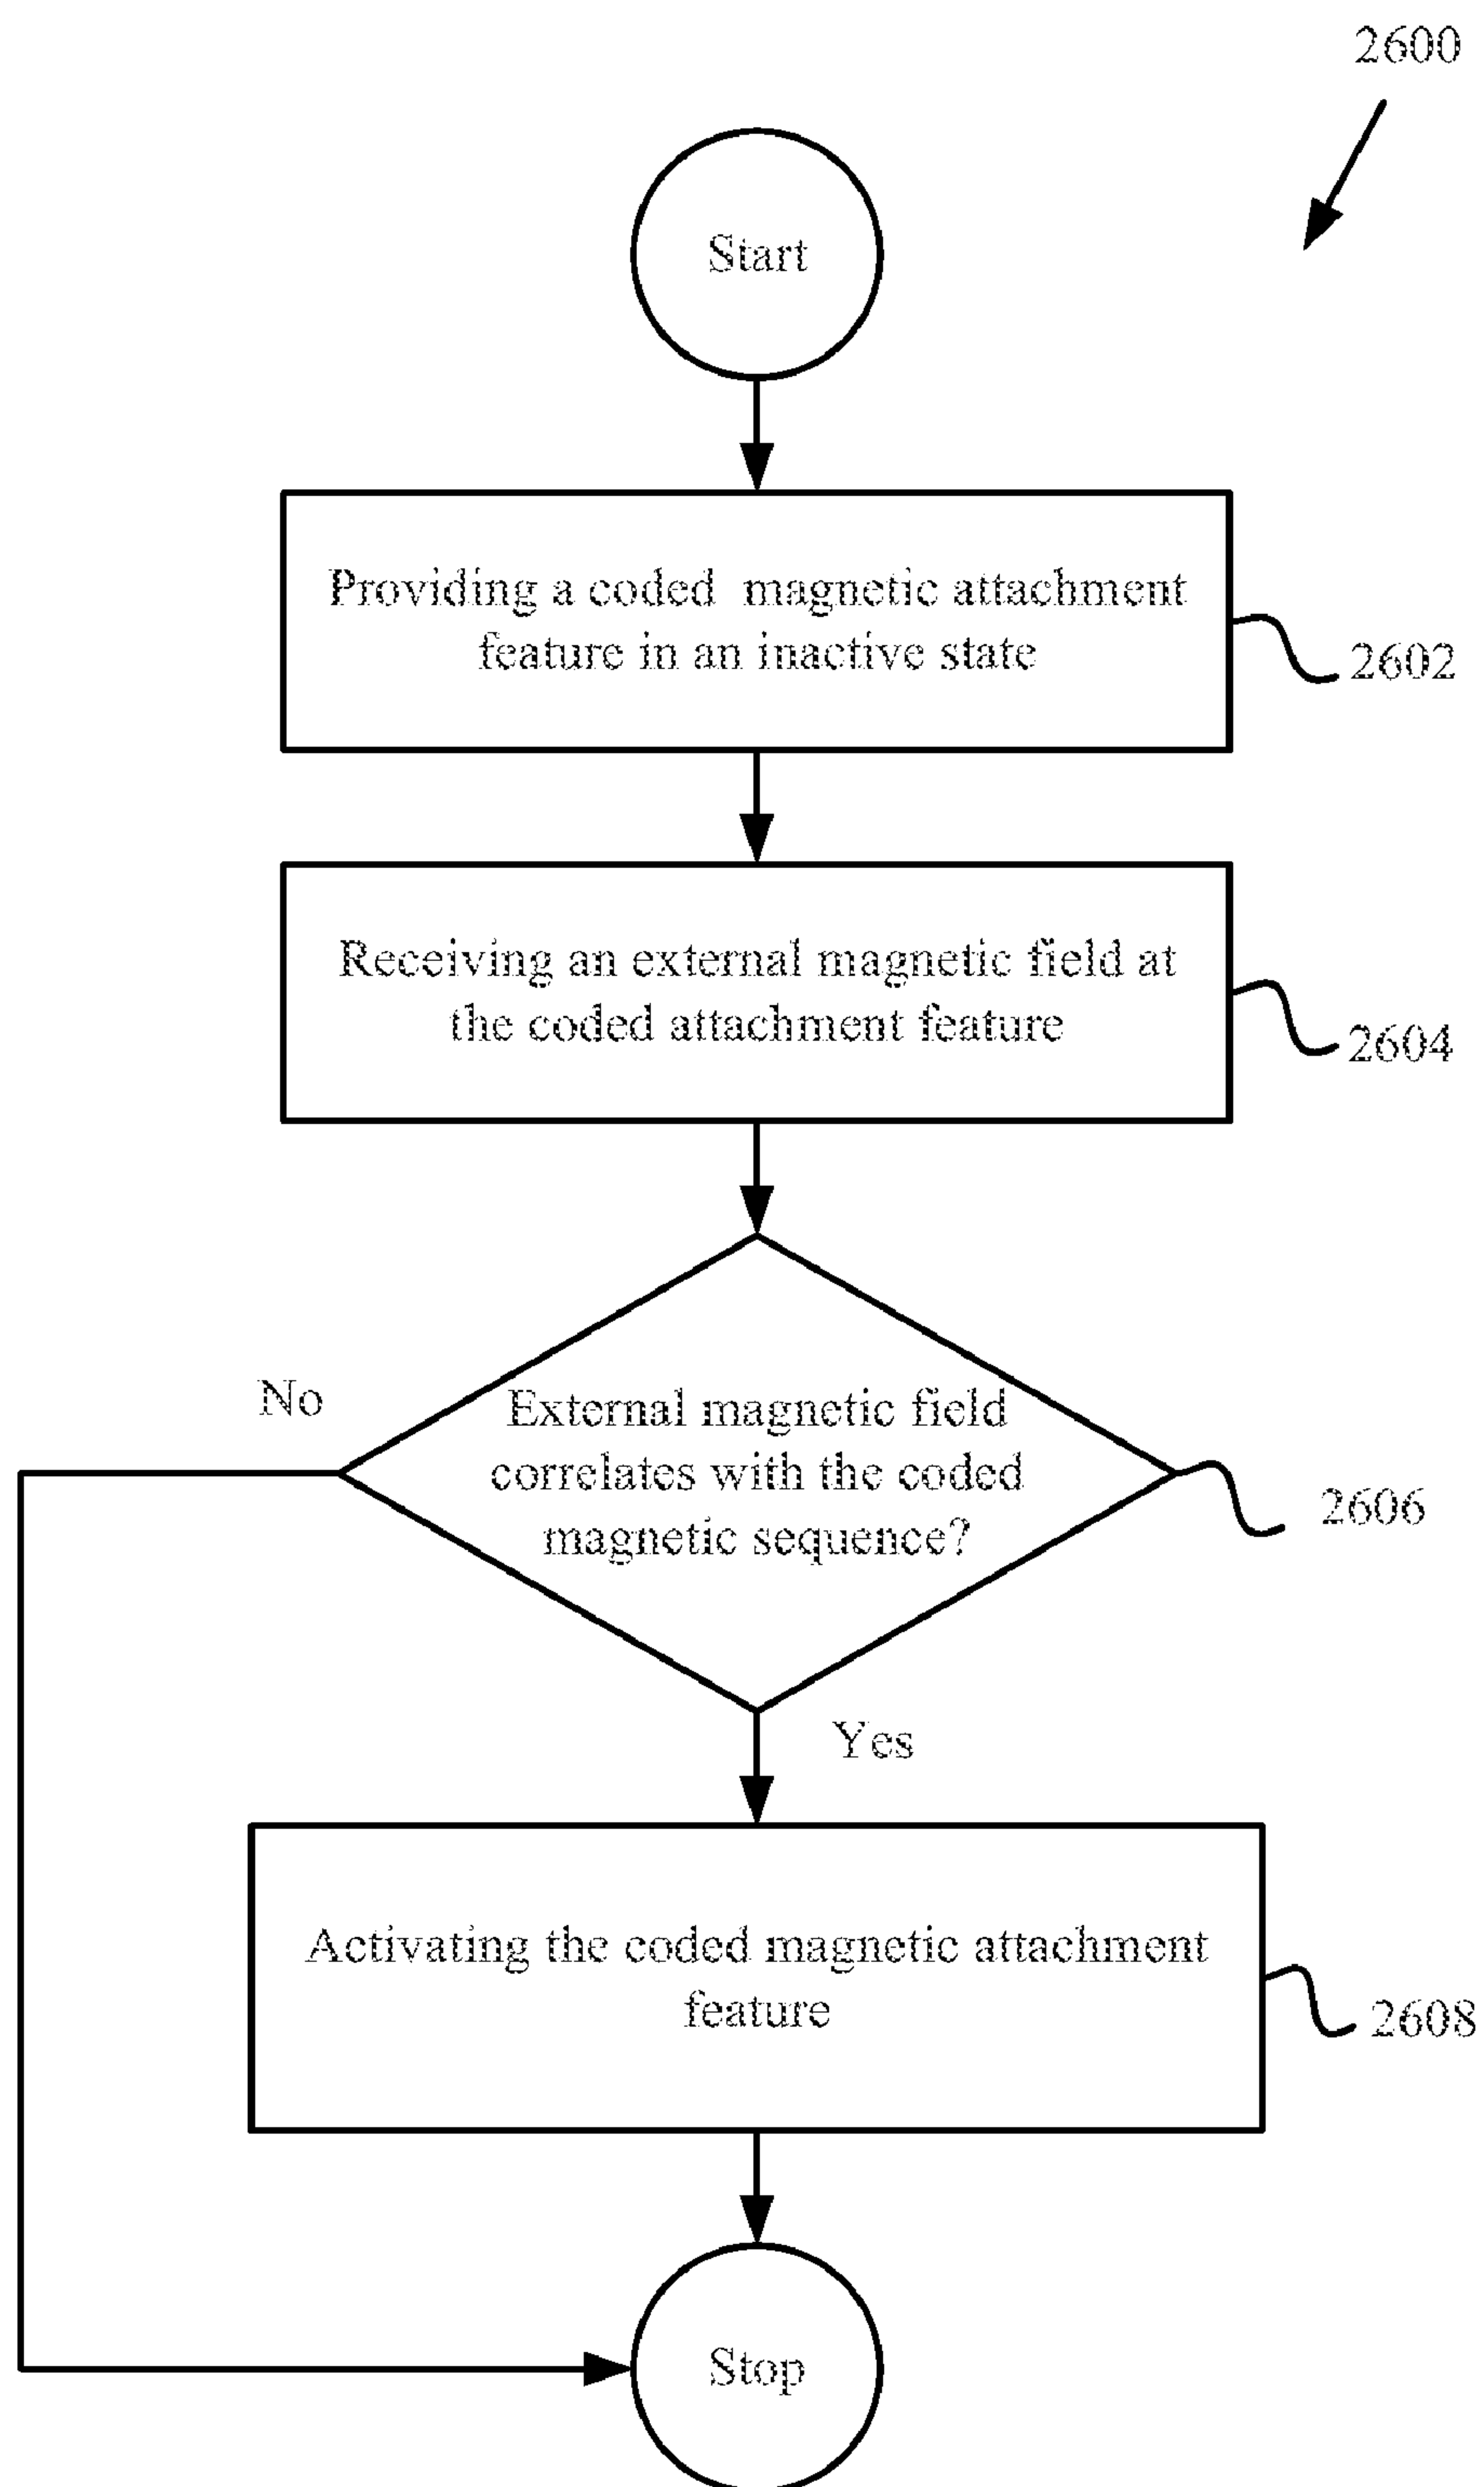 2600
Start
Providing a coded magnetic attachment
feature in an inactive state
2602
Receiving an external magnetic field at
the coded attachment feature
2604
No
External magnetic field
correlates with the coded
magnetic sequence?
2606
Yes
Activating the coded magnetic attachment
feature
2608
Stop